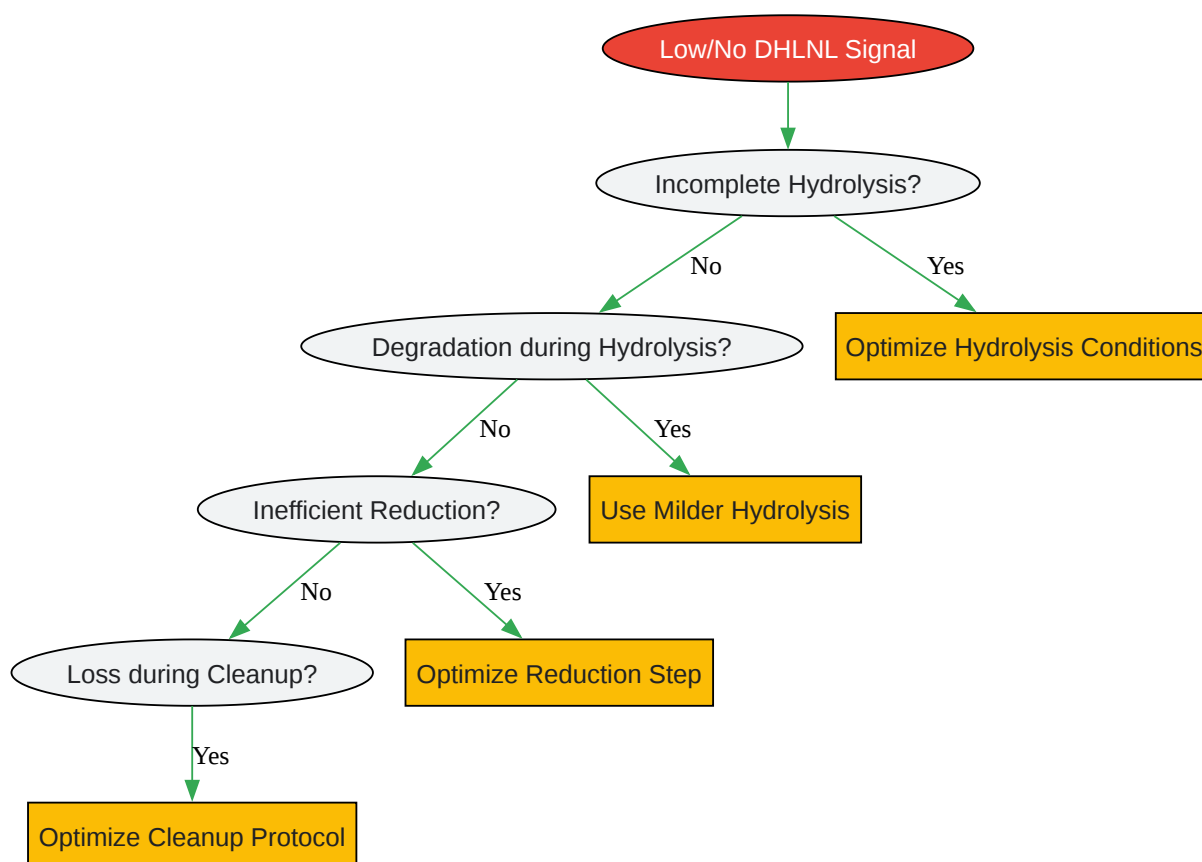 Low/No DHLNL Signal
Incomplete Hydrolysis?
No
Yes
Degradation during Hydrolysis?
Optimize Hydrolysis Conditions
No
Yes
Inefficient Reduction?
Use Milder Hydrolysis
No
Yes
Loss during Cleanup?
Optimize Reduction Step
Yes
Optimize Cleanup Protocol